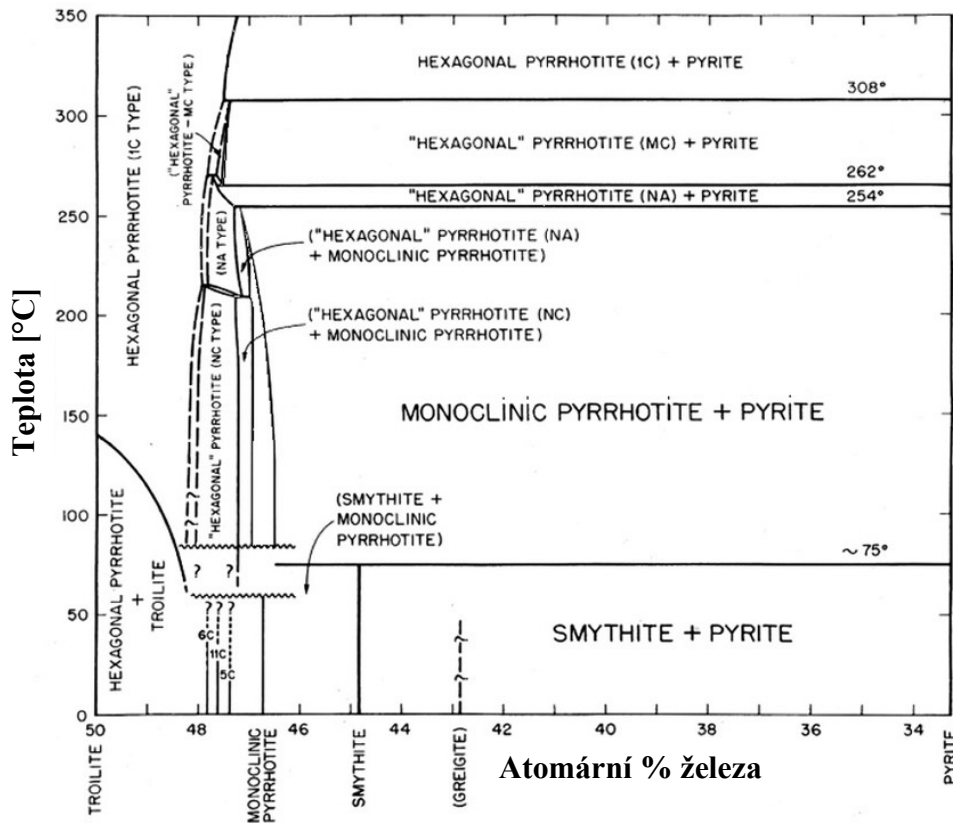 Teplota [°C]
350
300
250
200
150
100
50
0
HEXAGONAL PYRRHOTITE (1C) + PYRITE
308°
"HEXAGONAL" PYRRHOTITE (MC) + PYRITE
262°
"HEXAGONAL" PYRRHOTITE (NA) + PYRITE
254°
HEXAGONAL PYRRHOTITE (1C TYPE)
("HEXAGONAL"
PYRRHOTITE - MC TYPE)
(NA TYPE)
("HEXAGONAL" PYRRHOTITE (NA)
+ MONOCLINIC PYRRHOTITE)
("HEXAGONAL" PYRRHOTITE (NC)
+ MONOCLINIC PYRRHOTITE)
"HEXAGONAL" PYRRHOTITE (NC TYPE)
MONOCLINIC PYRRHOTITE + PYRITE
(SMYTHITE +
MONOCLINIC
PYRRHOTITE)
~ 75°
HEXAGONAL PYRRHOTITE
+
TROILITE
? ?
? ?
? ? ?
6C
11C
5C
? ?
SMYTHITE + PYRITE
50 48 47 46 44 42 40 38 36 34
TROILITE
MONOCLINIC
PYRRHOTITE
SMYTHITE
(GREIGITE)
Atomární % železa
PYRITE